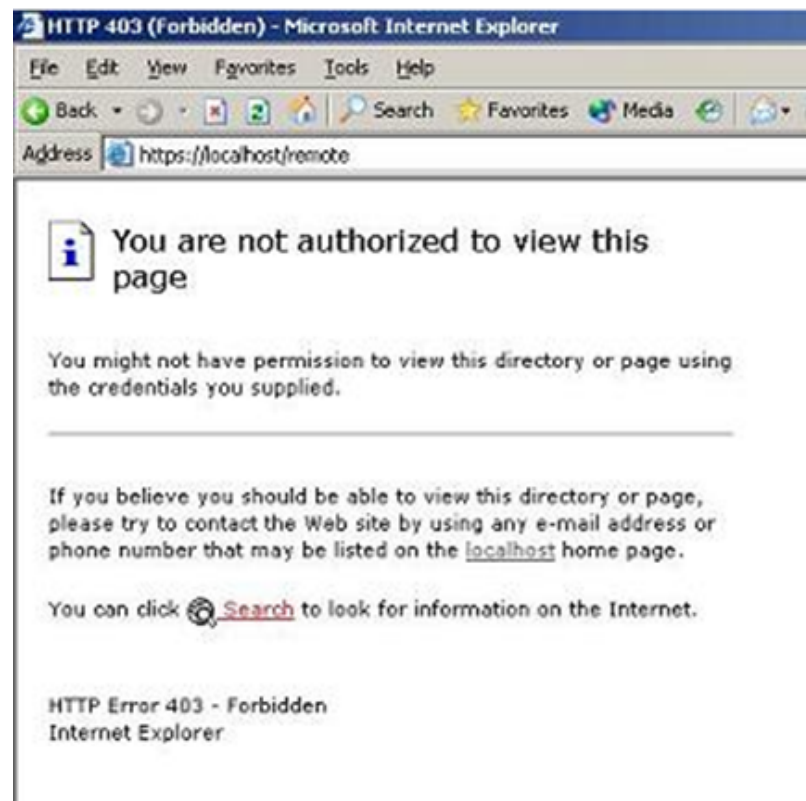 HTTP 403 (Forbidden) - Microsoft Internet Explorer
File Edit View Favorites Tools Help
Back Search Favorites Media
Address https://localhost/remote
You are not authorized to view this
page
You might not have permission to view this directory or page using
the credentials you supplied.
If you believe you should be able to view this directory or page,
please try to contact the Web site by using any e-mail address or
phone number that may be listed on the localhost home page.
You can click Search to look for information on the Internet.
HTTP Error 403 - Forbidden
Internet Explorer